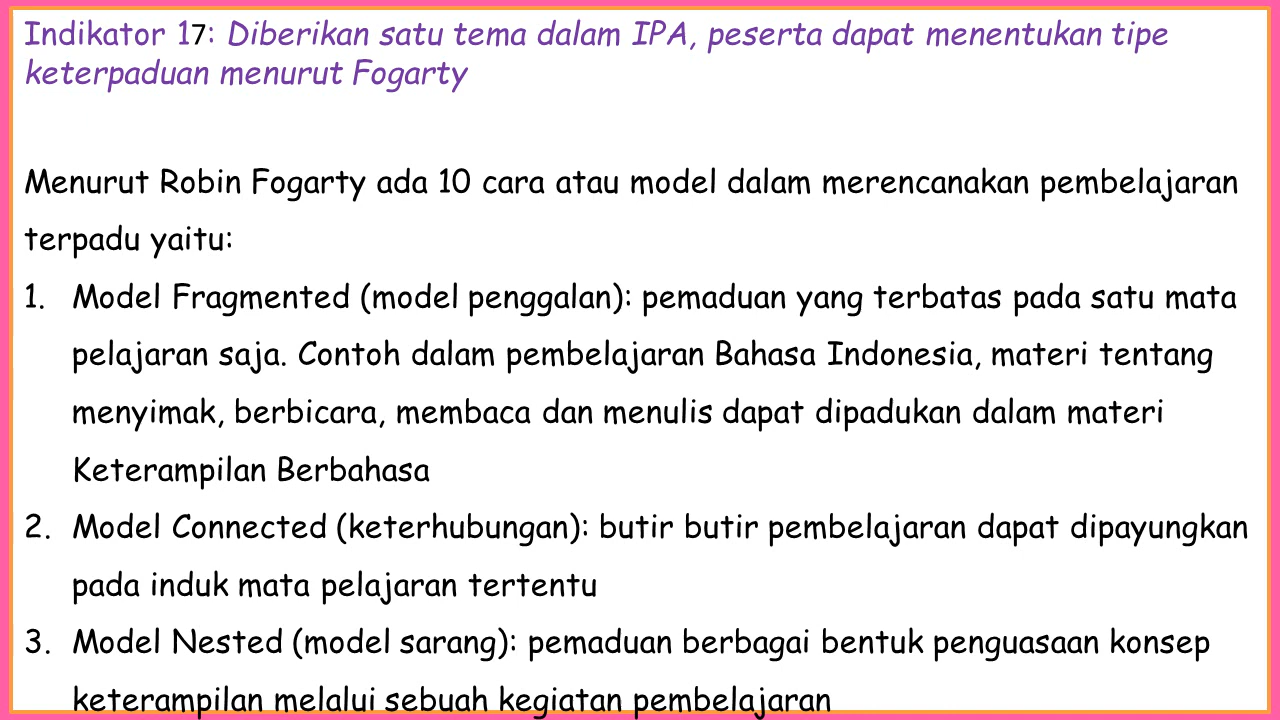 Indikator 17: Diberikan satu tema dalam IPA, peserta dapat menentukan tipe
keterpaduan menurut Fogarty
Menurut Robin Fogarty ada 10 cara atau model dalam merencanakan pembelajaran
terpadu yaitu:
1. Model Fragmented (model penggalan): pemaduan yang terbatas pada satu mata
pelajaran saja. Contoh dalam pembelajaran Bahasa Indonesia, materi tentang
menyimak, berbicara, membaca dan menulis dapat dipadukan dalam materi
Keterampilan Berbahasa
2. Model Connected (keterhubungan): butir butir pembelajaran dapat dipayungkan
pada induk mata pelajaran tertentu
3. Model Nested (model sarang): pemaduan berbagai bentuk penguasaan konsep
keterampilan melalui sebuah kegiatan pembelajaran